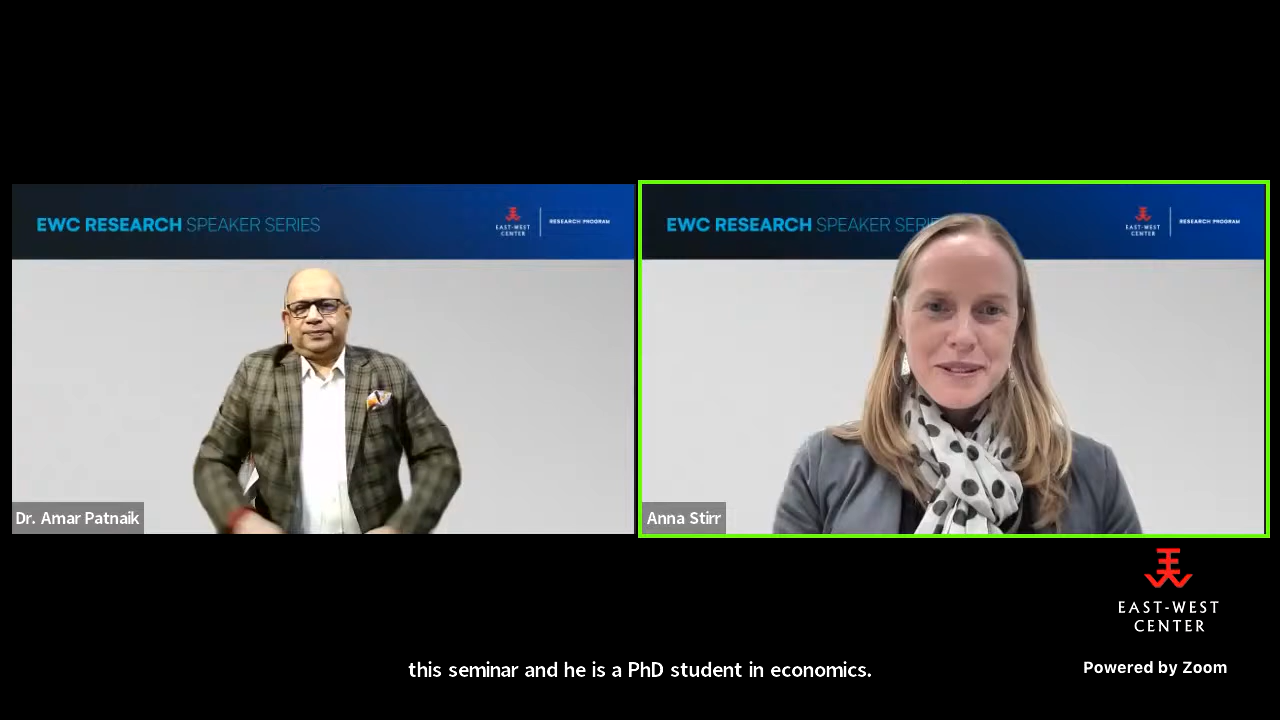 EWC RESEARCH SPEAKER SERIES
EAST-WEST
CENTER
RESEARCH PROGRAM
Dr. Amar Patnaik
EWC RESEARCH SPEAKER SERIE
EAST-WEST
CENTER
RESEARCH PROGRAM
Anna Stirr
EAST-WEST
CENTER
this seminar and he is a PhD student in economics.
Powered by Zoom